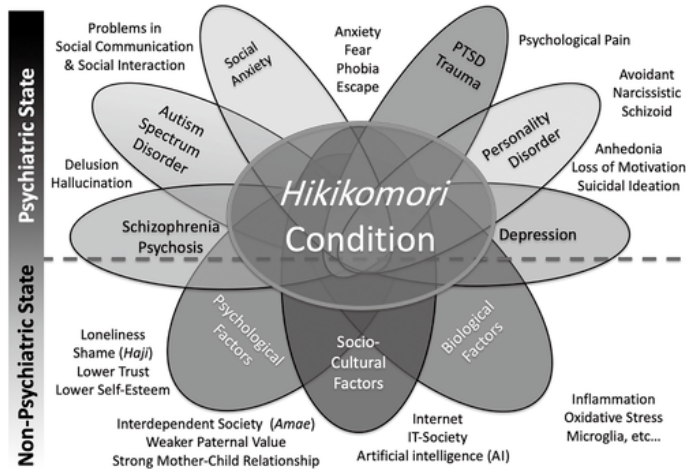 Psychiatric State
Non-Psychiatric State
Problems in
Social Communication
& Social Interaction
Social
Anxiety
Anxiety
Fear
Phobia
Escape
PTSD
Trauma
Psychological Pain
Autism
Spectrum
Disorder
Personality
Disorder
Avoidant
Narcissistic
Schizoid
Delusion
Hallucination
Anhedonia
Loss of Motivation
Suicidal Ideation
Schizophrenia
Psychosis
Hikikomori
Condition
Depression
Psychological
Factors
Socio-
Cultural
Factors
Biological
Factors
Loneliness
Shame (Haji)
Lower Trust
Lower Self-Esteem
Interdependent Society (Amae)
Weaker Paternal Value
Strong Mother-Child Relationship
Internet
IT-Society
Artificial intelligence (AI)
Inflammation
Oxidative Stress
Microglia, etc...